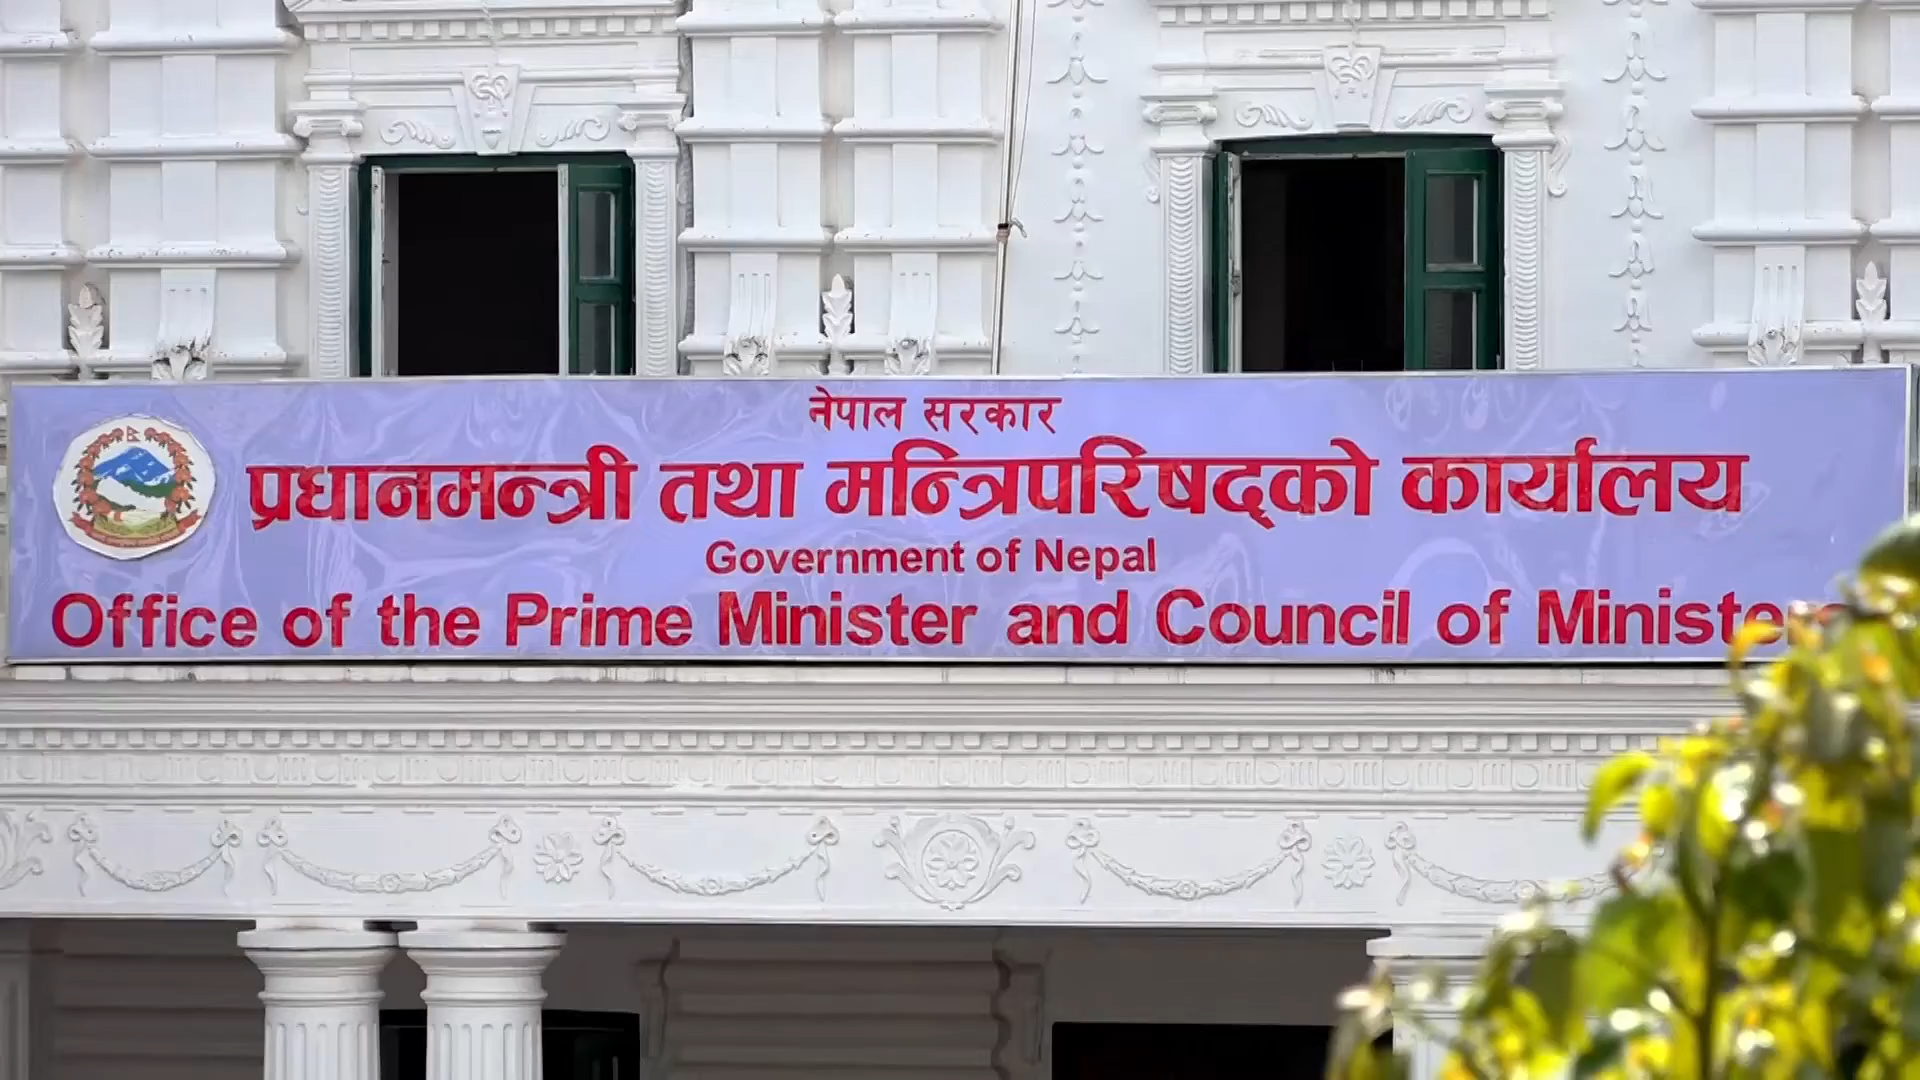 नेपाल सरकार
प्रधानमन्त्री तथा मन्त्रिपरिषद्को कार्यालय
Government of Nepal
Office of the Prime Minister and Council of Ministers